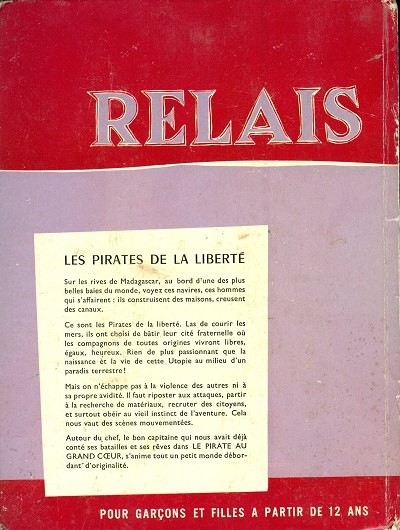 RELAIS
LES PIRATES DE LA LIBERTÉ
Sur les rives de Madagascar, au bord d'une des plus
belles baies du monde, voyez ces navires, ces hommes
qui s'affairent : ils construisent des maisons, creusent
des canaux.
Ce sont les Pirates de la liberté. Las de courir les
mers, ils ont choisi de bâtir leur cité fraternelle où
les compagnons de toutes origines vivront libres,
égaux, heureux. Rien de plus passionnant que la
naissance et la vie de cette Utopie au milieu d'un
paradis terrestre !
Mais on n'échappe pas à la violence des autres ni à
sa propre avidité. Il faut riposter aux attaques, partir
à la recherche de matériaux, recruter des citoyens,
et surtout obéir au vieil instinct de l'aventure. Cela
nous vaut des scènes mouvementées.
Autour du chef, le bon capitaine qui nous avait déjà
conté ses batailles et ses rêves dans LE PIRATE AU
GRAND CŒUR, s'anime tout un petit monde débor-
dant d'originalité.
POUR GARÇONS ET FILLES A PARTIR DE 12 ANS